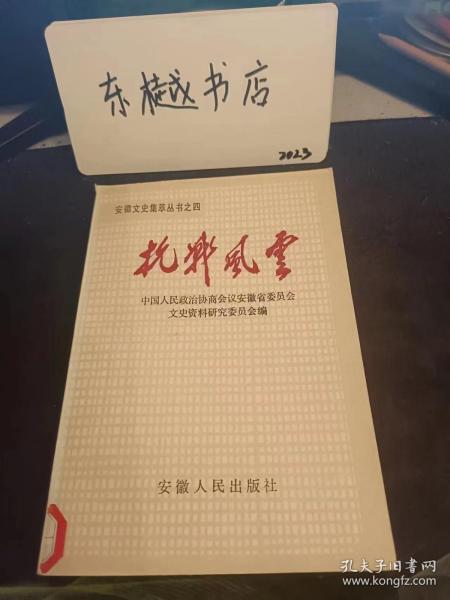 东樾书店
2023
安徽文史集萃丛书之四
抗战风云
中国人民政治协商会议安徽省委员会
文史资料研究委员会编
安徽人民出版社
孔夫子旧书网
www.kongfz.com